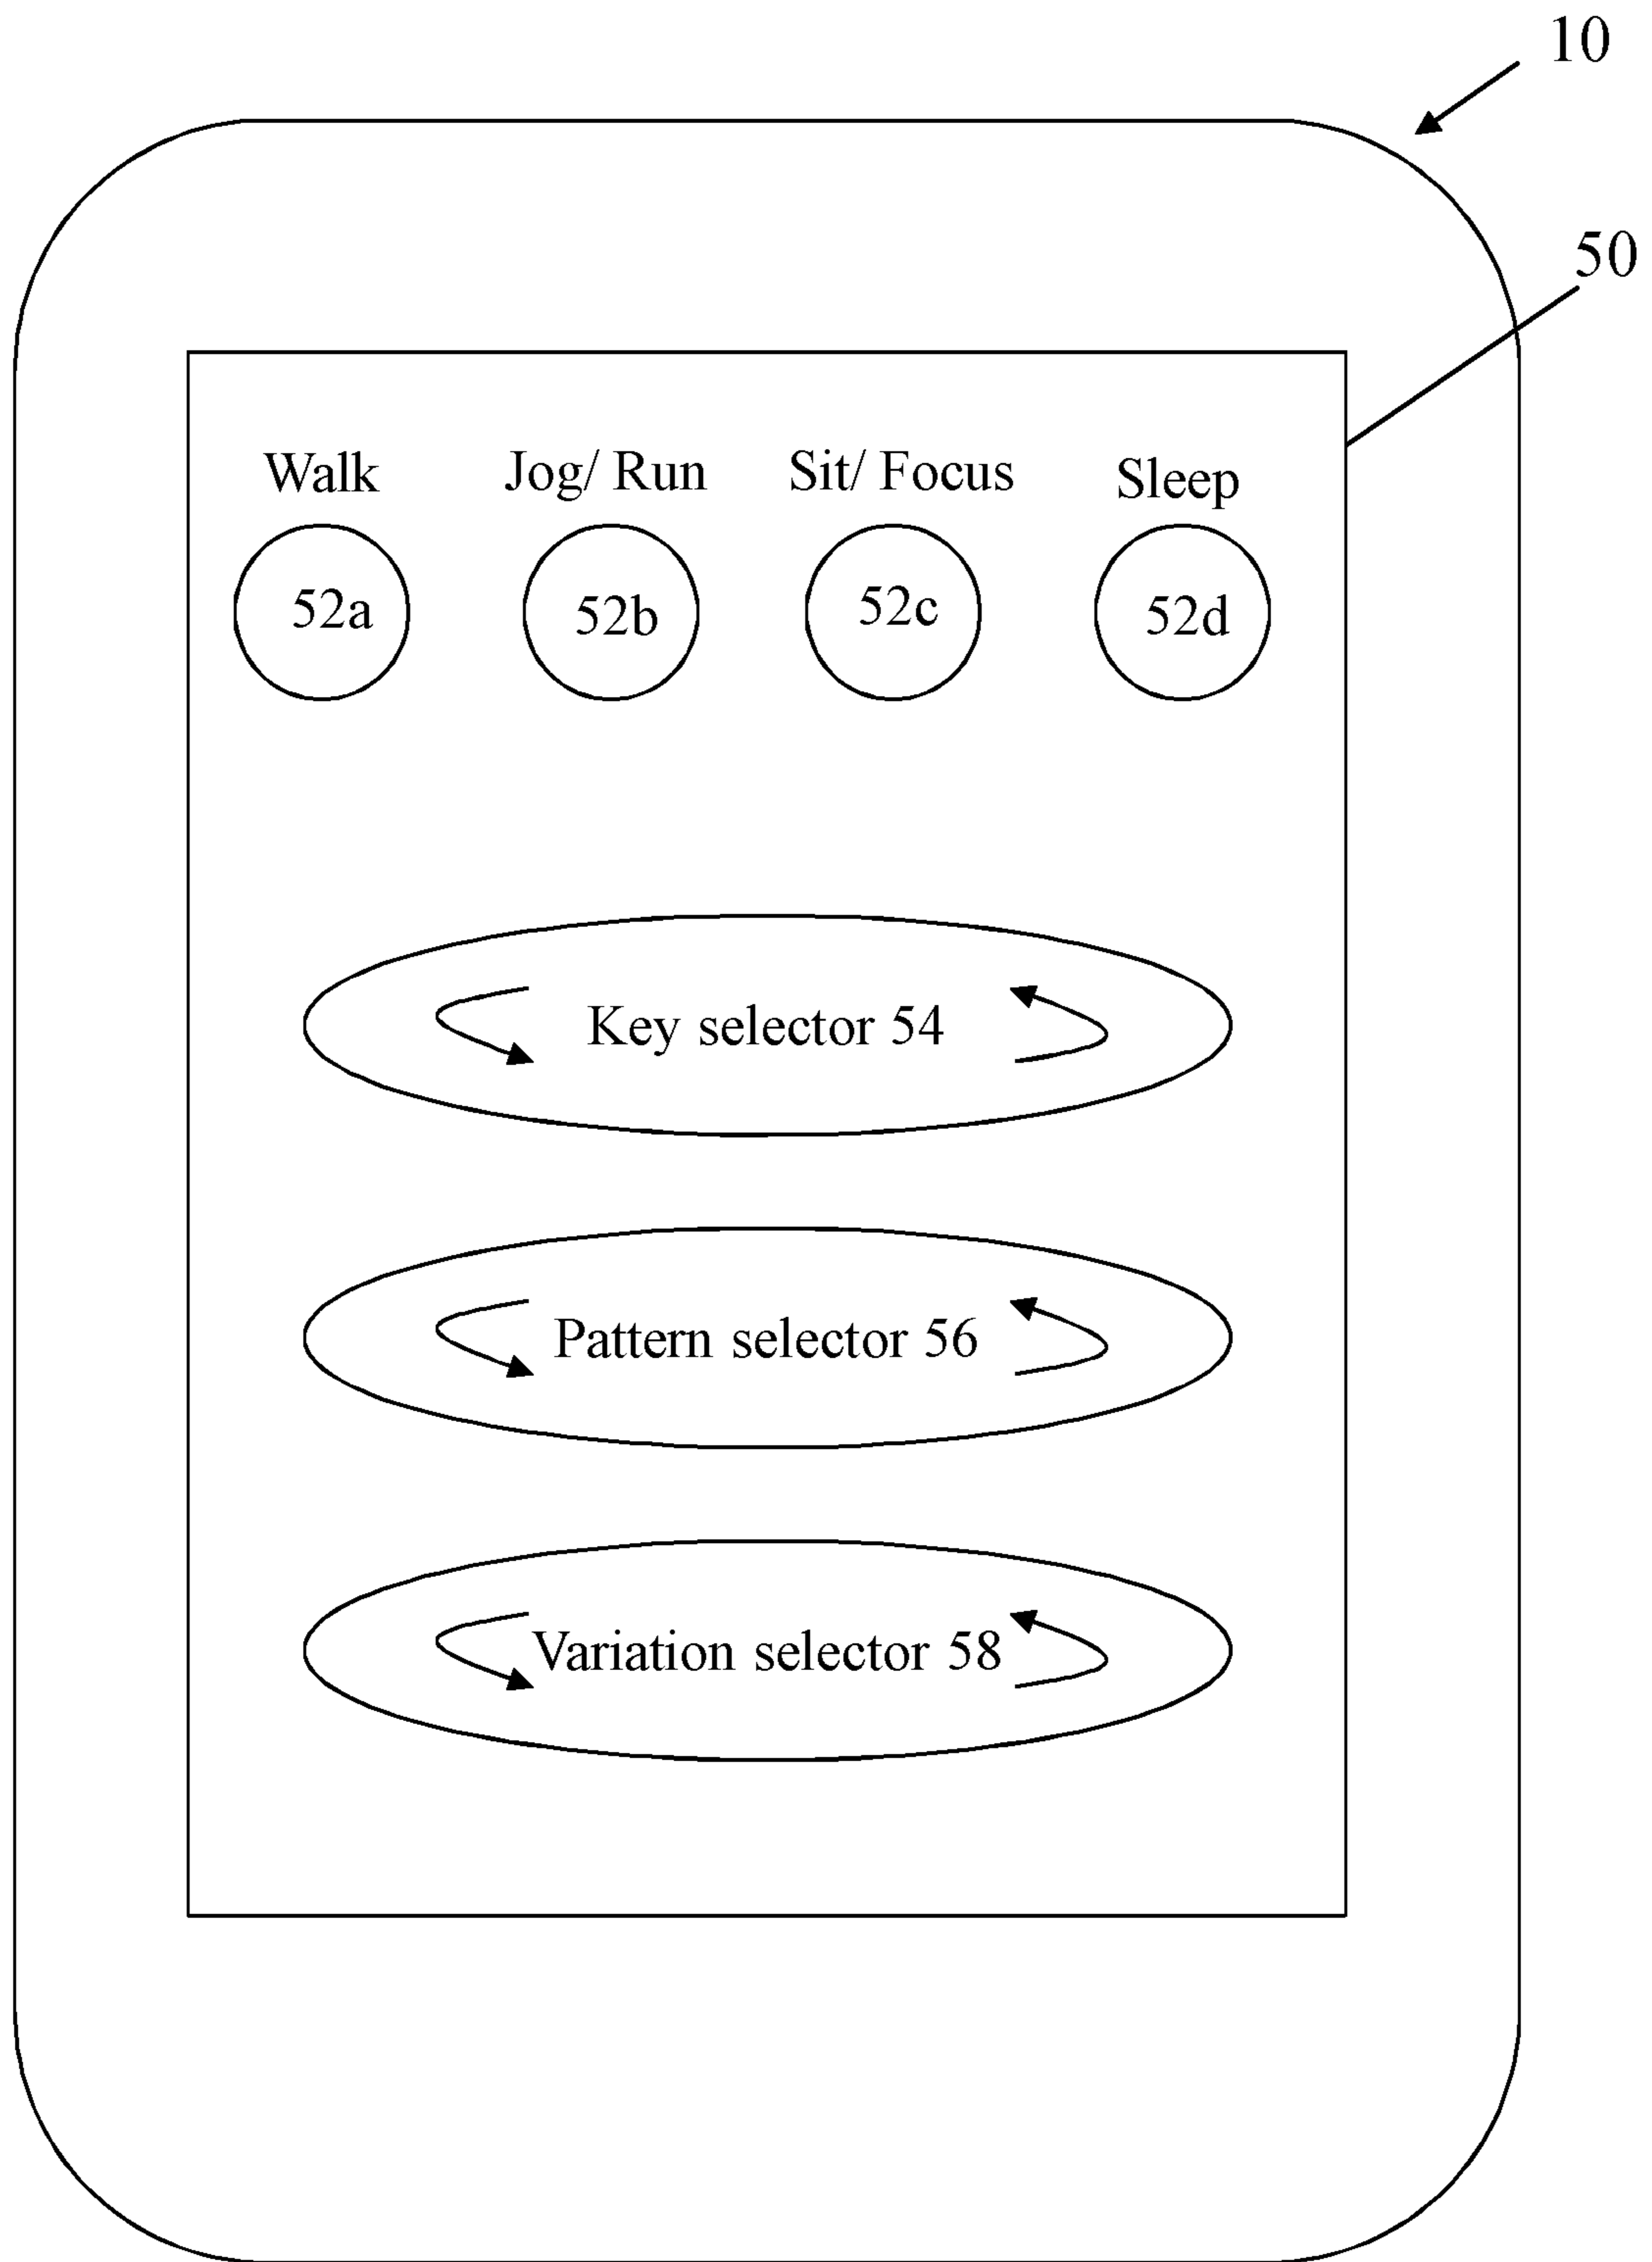 10
50
Walk Jog/ Run Sit/ Focus Sleep
52a 52b 52c 52d
Key selector 54
Pattern selector 56
Variation selector 58